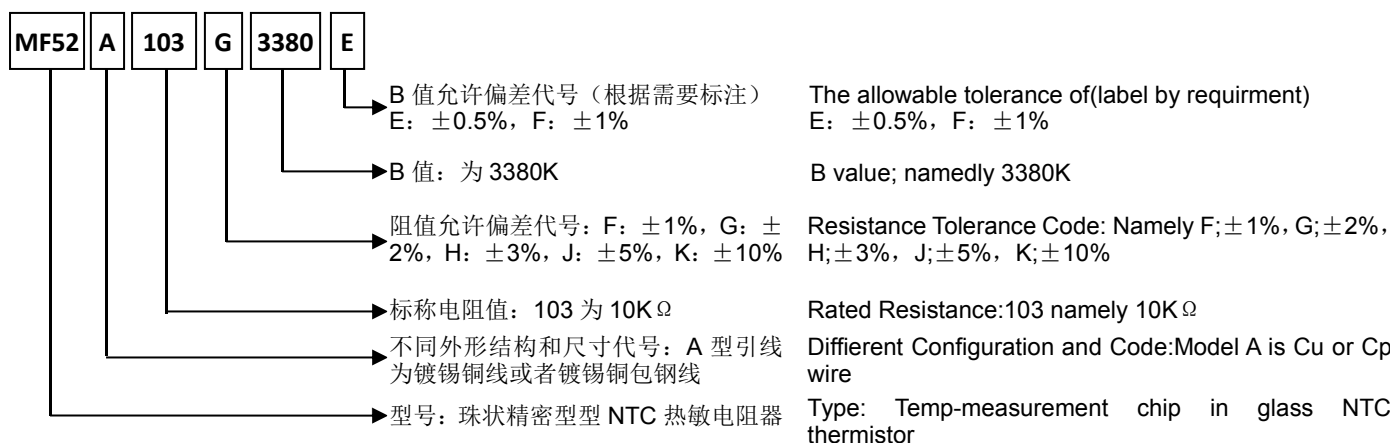 MF52 A 103 G 3380 E
B 值允许偏差代号（根据需要标注）
E：±0.5%，F：±1%
The allowable tolerance of(label by requirment)
E：±0.5%，F：±1%
B 值：为 3380K
B value; namedly 3380K
阻值允许偏差代号：F：±1%，G：±
2%，H：±3%，J：±5%，K：±10%
Resistance Tolerance Code: Namely F;±1%，G;±2%，
H;±3%，J;±5%，K;±10%
标称电阻值：103 为 10KΩ
Rated Resistance:103 namely 10KΩ
不同外形结构和尺寸代号：A 型引线
为镀锡铜线或者镀锡铜包钢线
Diffierent Configuration and Code:Model A is Cu or Cp
wire
型号：珠状精密型型 NTC 热敏电阻器
Type: Temp-measurement chip in glass NTC
thermistor